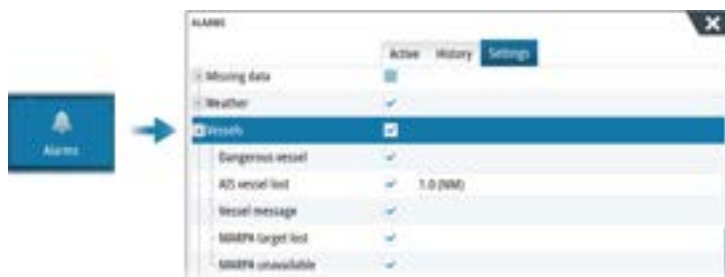 ALARMS
Active History Settings
Missing data
Weather
Vessels
Alarms
Dangerous vessel
AIS vessel lost 1.0 (NM)
Vessel message
MARPA target lost
MARPA unavailable